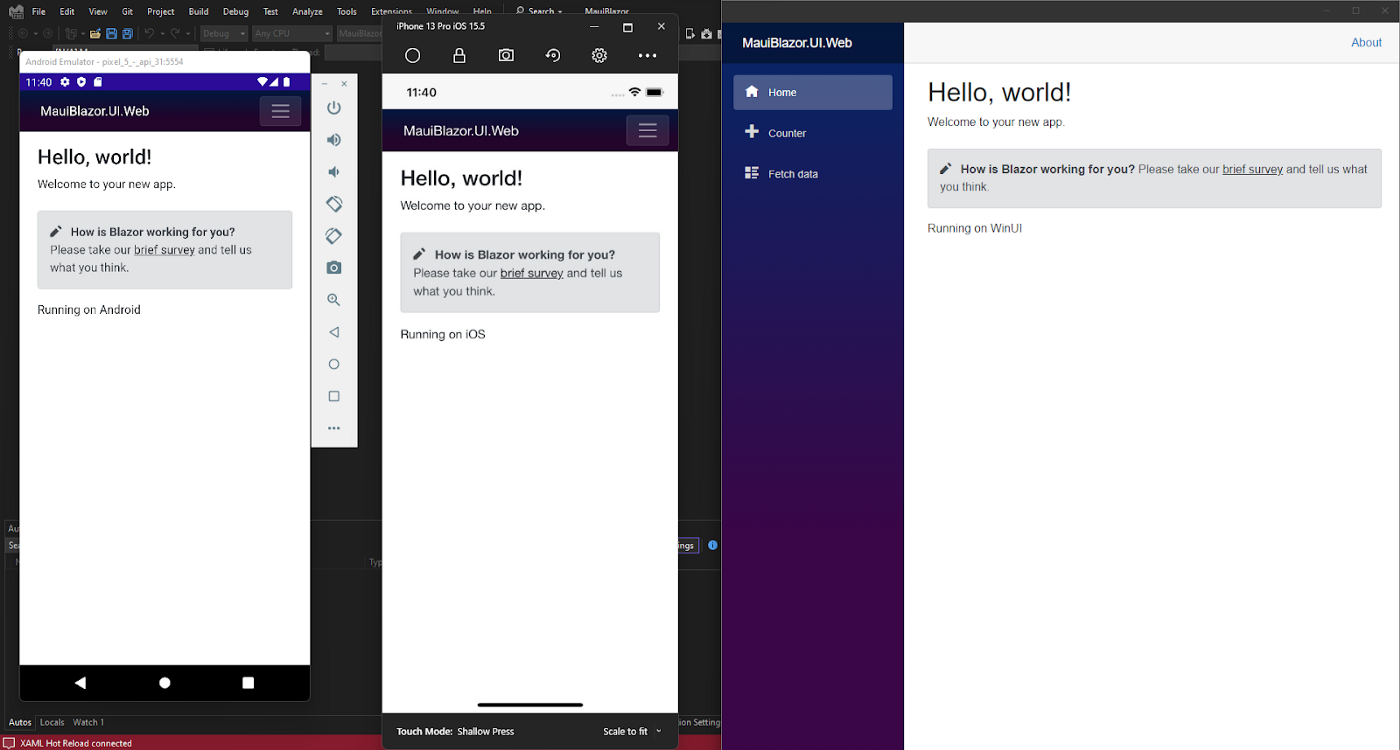 File Edit View Git Project Build Debug Test Analyze Tools Extensions Window Help Search MauiBlazor
Debug Any CPU MauiBlazor
Android Emulator - pixel_5_-_api_31:5554
11:40
MauiBlazor.UI.Web
Hello, world!
Welcome to your new app.
How is Blazor working for you?
Please take our brief survey and tell us
what you think.
Running on Android
iPhone 13 Pro iOS 15.5
11:40
MauiBlazor.UI.Web
Hello, world!
Welcome to your new app.
How is Blazor working for you?
Please take our brief survey and tell us
what you think.
Running on iOS
Touch Mode: Shallow Press Scale to fit
MauiBlazor.UI.Web
Home
Counter
Fetch data
About
Hello, world!
Welcome to your new app.
How is Blazor working for you? Please take our brief survey and tell us what
you think.
Running on WinUI
Autos Locals Watch 1
XAML Hot Reload connected